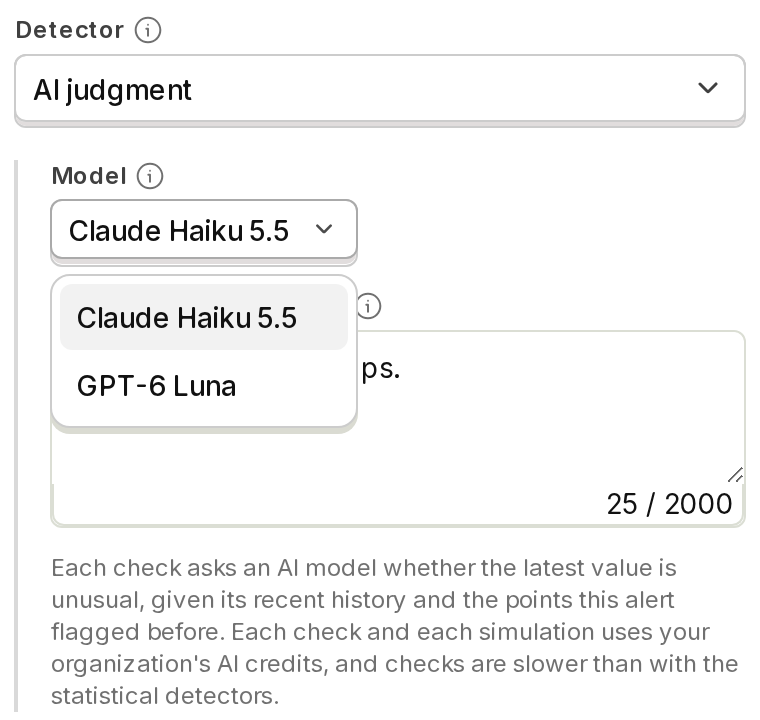 Detector
AI judgment
Model
Claude Haiku 5.5
Claude Haiku 5.5
GPT-6 Luna
ps.
25 / 2000
Each check asks an AI model whether the latest value is
unusual, given its recent history and the points this alert
flagged before. Each check and each simulation uses your
organization's AI credits, and checks are slower than with the
statistical detectors.